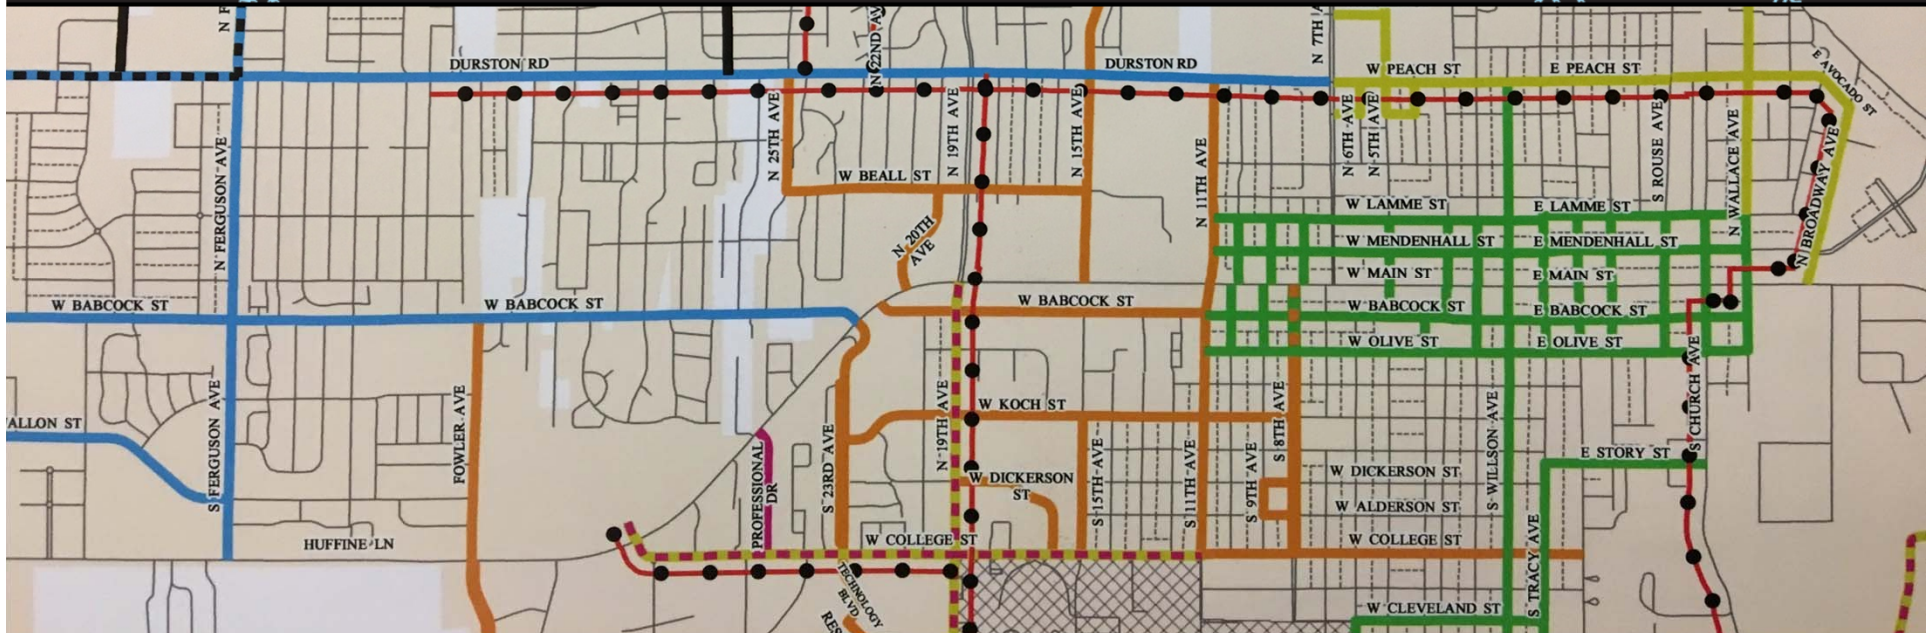 N 22ND AV
N 7TH A
DURSTON RD
DURSTON RD
W PEACH ST
E PEACH ST
E AVOCADO ST
N FERGUSON AVE
N 25TH AVE
N 19TH AVE
N 15TH AVE
N 11TH AVE
N 6TH AVE
N 5TH AVE
S ROUSE AVE
N WALLACE AVE
N BROADWAY AVE
W BEALL ST
N 20TH
AVE
W LAMME ST
E LAMME ST
W MENDENHALL ST
E MENDENHALL ST
W MAIN ST
E MAIN ST
W BABCOCK ST
W BABCOCK ST
W BABCOCK ST
W BABCOCK ST
E BABCOCK ST
W OLIVE ST
E OLIVE ST
ALLON ST
S FERGUSON AVE
FOWLER AVE
PROFESSIONAL
DR
S 23RD AVE
N 19TH AVE
W KOCH ST
S 8TH AVE
S WILLSON AVE
S CHURCH AVE
W DICKERSON
ST
S 15TH AVE
S 11TH AVE
S 9TH AVE
W DICKERSON ST
E STORY ST
W ALDERSON ST
HUFFINE LN
W COLLEGE ST
W COLLEGE ST
S TRACY AVE
TECHNOLOGY
BLVD
RES
W CLEVELAND ST